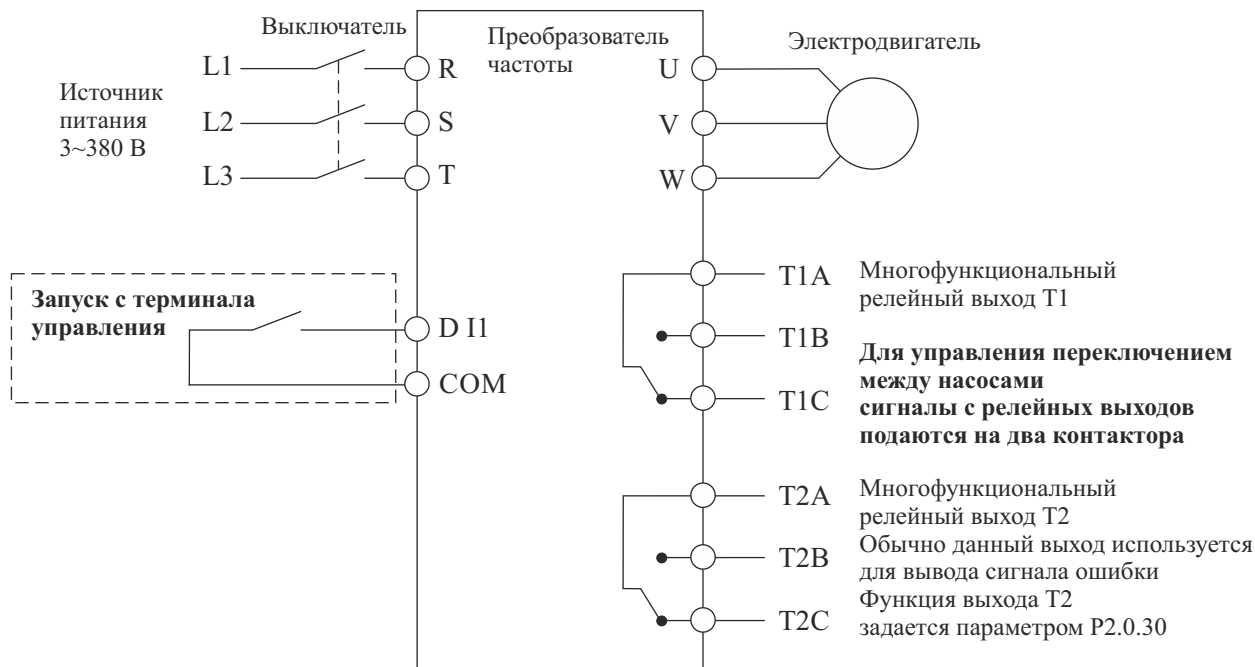 Выключатель
Преобразователь
частоты
Электродвигатель
Источник
питания
3~380 В
L1
R
U
L2
S
V
L3
T
W
Запуск с терминала
управления
D I1
COM
T1A
Многофункциональный
релейный выход T1
T1B
Для управления переключением
между насосами
сигналы с релейных выходов
подаются на два контактора
T1C
T2A
Многофункциональный
релейный выход T2
T2B
Обычно данный выход используется
для вывода сигнала ошибки
Функция выхода T2
задается параметром P2.0.30
T2C